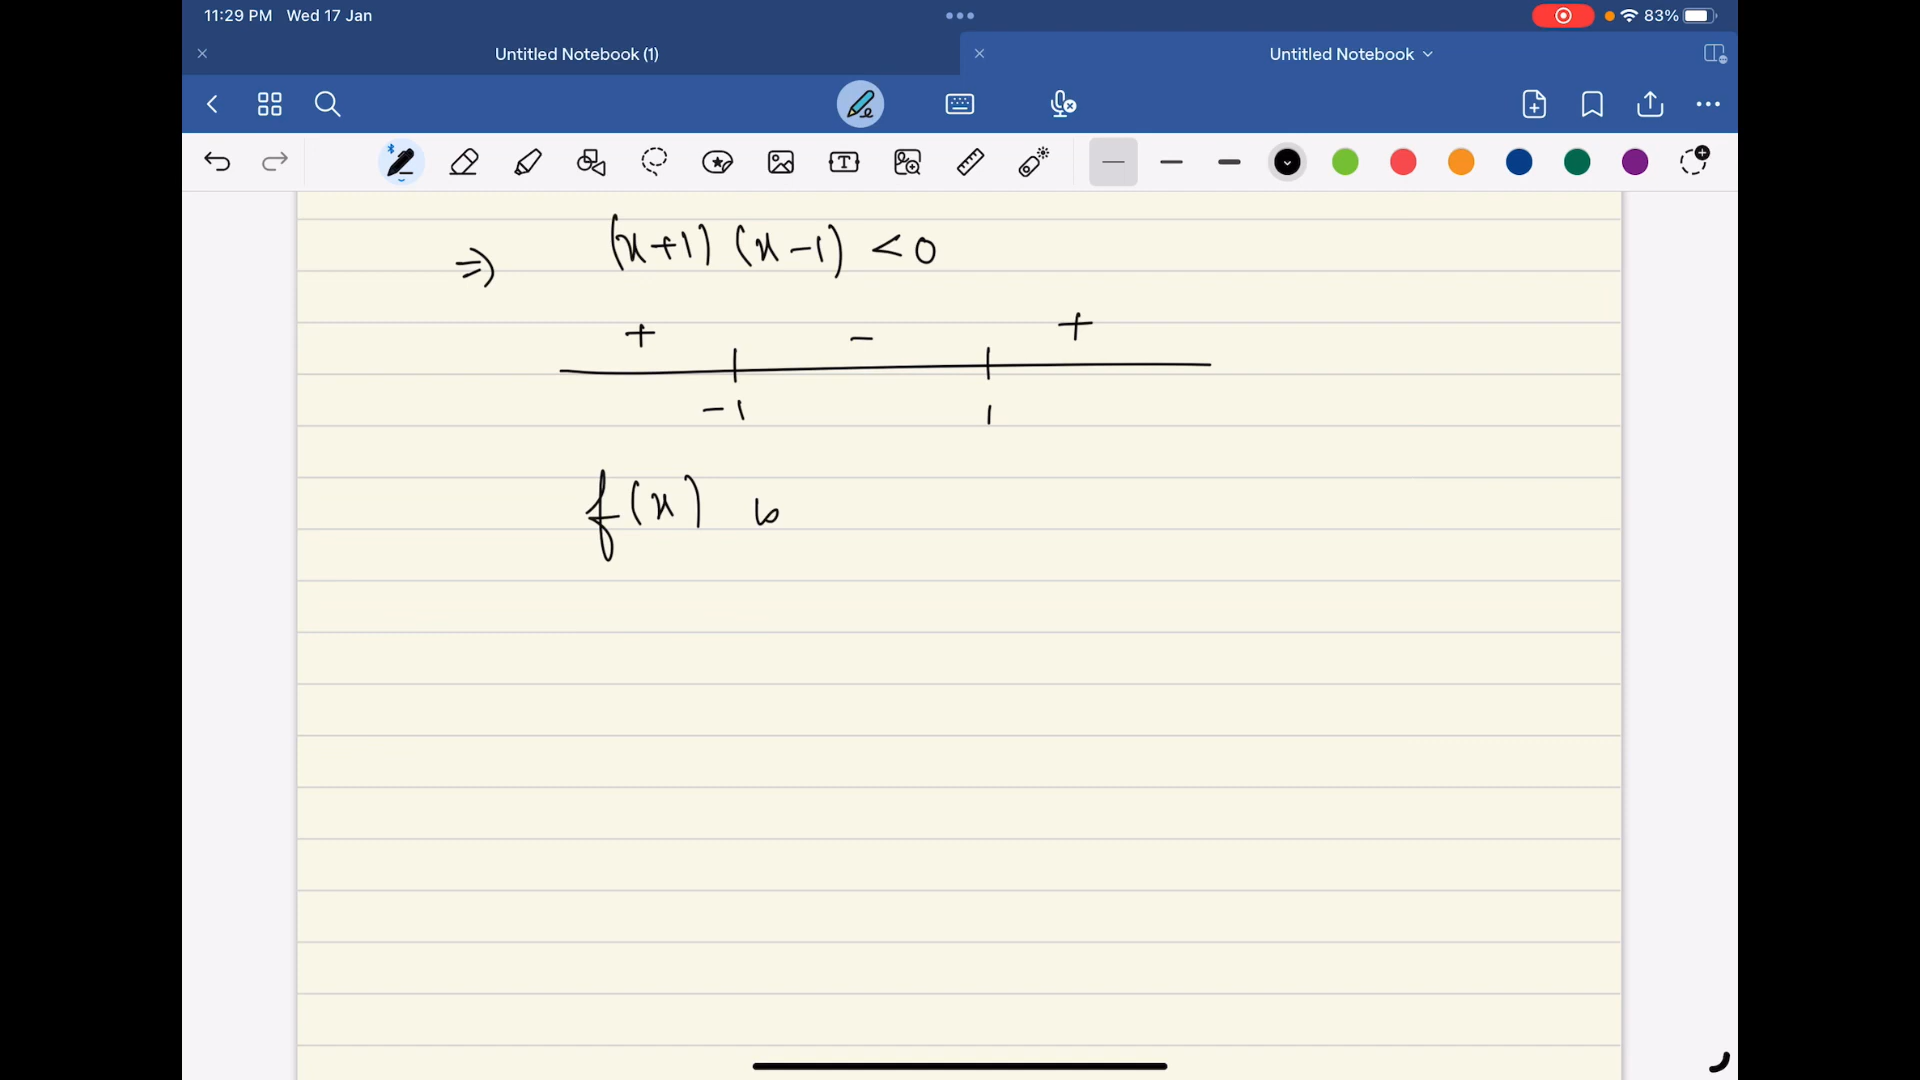 11:29 PM Wed 17 Jan 83%
Untitled Notebook (1) Untitled Notebook
⇒ (x+1) (x-1) < 0
+ - +
-1 1
f(x)